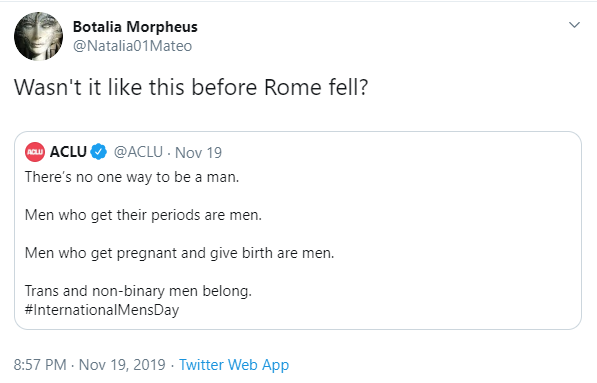 Botalia Morpheus
@Natalia01Mateo
Wasn't it like this before Rome fell?
ACLU ACLU @ACLU · Nov 19
There's no one way to be a man.
Men who get their periods are men.
Men who get pregnant and give birth are men.
Trans and non-binary men belong.
#InternationalMensDay
8:57 PM · Nov 19, 2019 · Twitter Web App